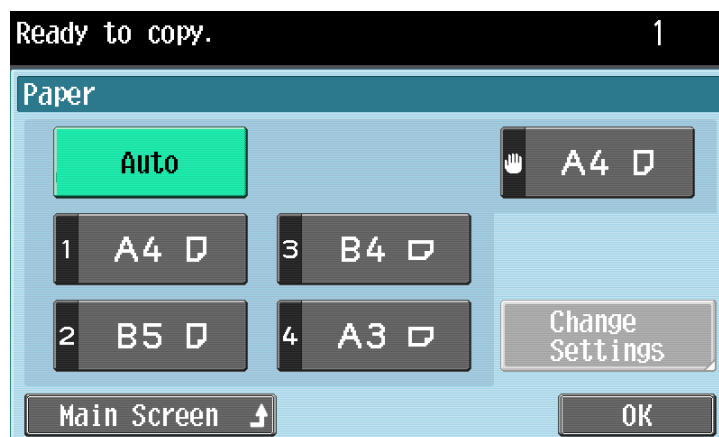 Ready to copy. 1
Paper
Auto
A4
1 A4
3 B4
2 B5
4 A3
Change
Settings
Main Screen
OK